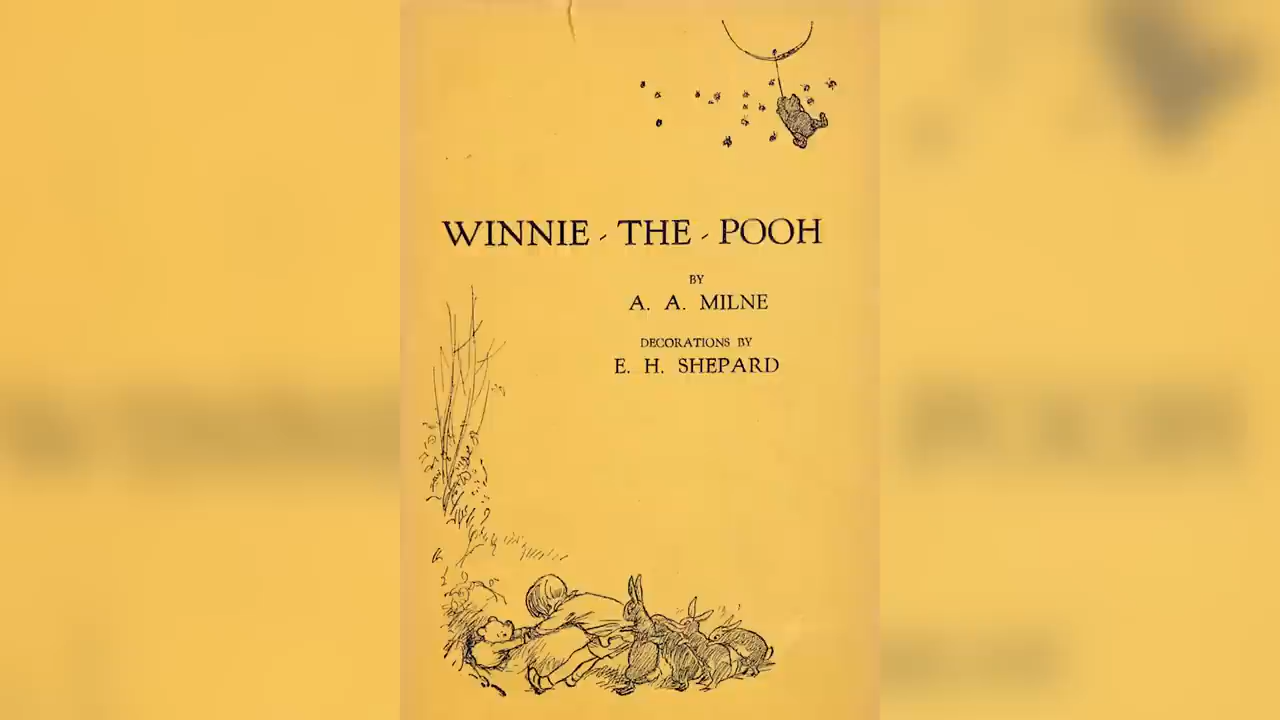 WINNIE-THE-POOH
BY
A. A. MILNE
DECORATIONS BY
E. H. SHEPARD